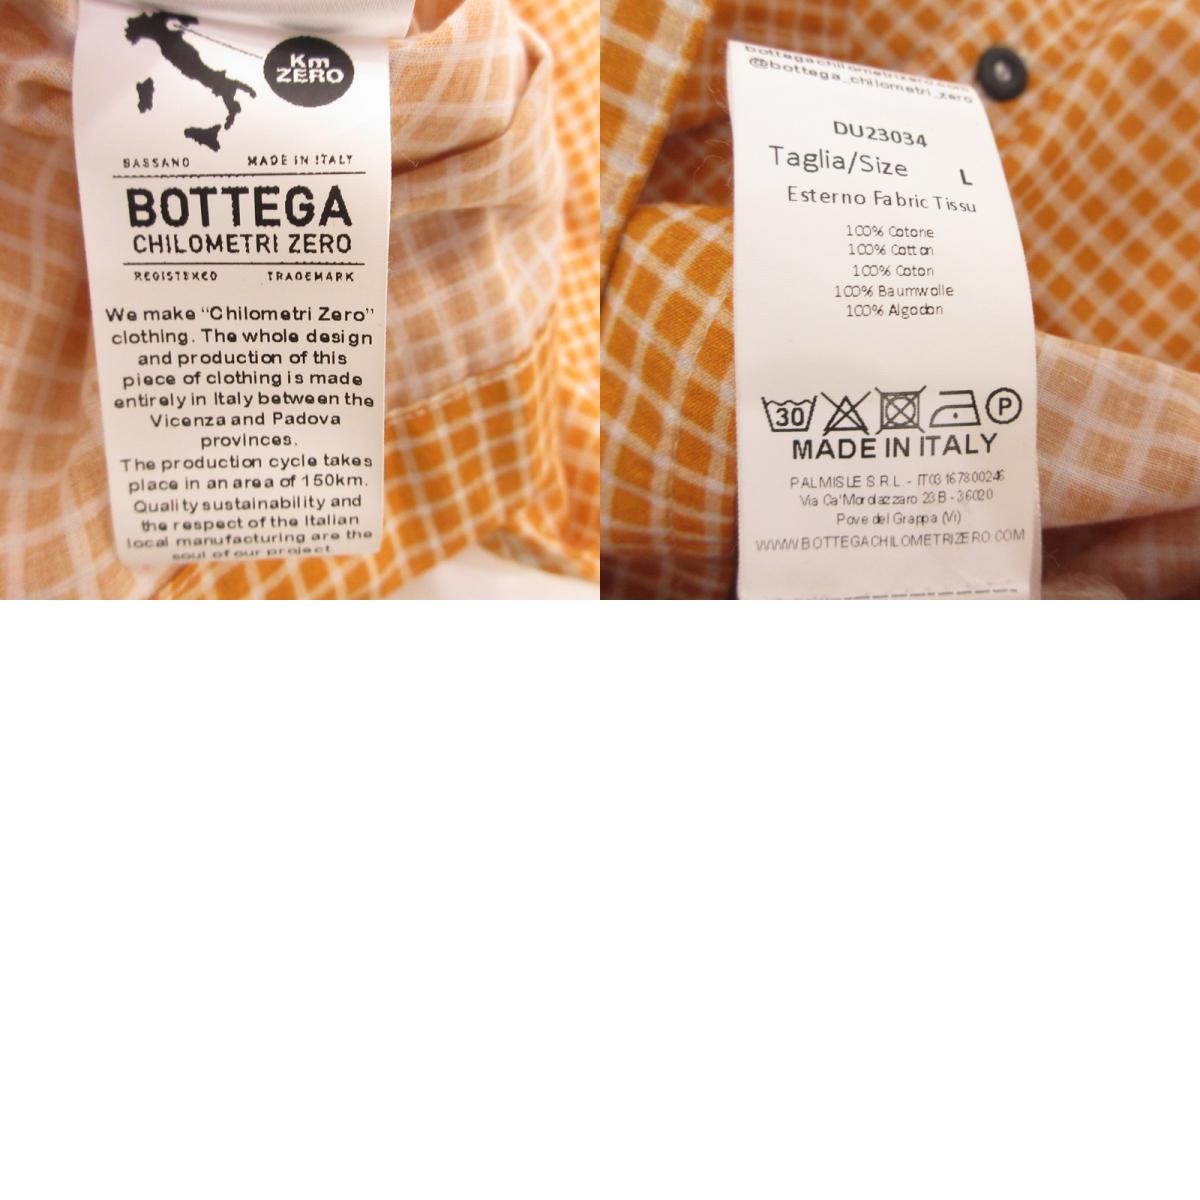 Km
ZERO
BASSANO MADE IN ITALY
BOTTEGA
CHILOMETRI ZERO
REGISTERED TRADEMARK
We make “Chilometri Zero”
clothing. The whole design
and production of this
piece of clothing is made
entirely in Italy between the
Vicenza and Padova
provinces.
The production cycle takes
place in an area of 150km.
Quality sustainability and
the respect of the Italian
local manufacturing are the
soul of our project.
bottegachilometrizero.com
@bottega_chilometri_zero
DU23034
Taglia/Size L
Esterno Fabric Tissu
100% Cotone
100% Cotton
100% Coton
100% Baumwolle
100% Algodon
30 P
MADE IN ITALY
PALMISLE S.R.L. - IT03167800246
Via Ca'Morolazzaro 23B - 36020
Pove del Grappa (Vi)
WWW.BOTTEGACHILOMETRIZERO.COM